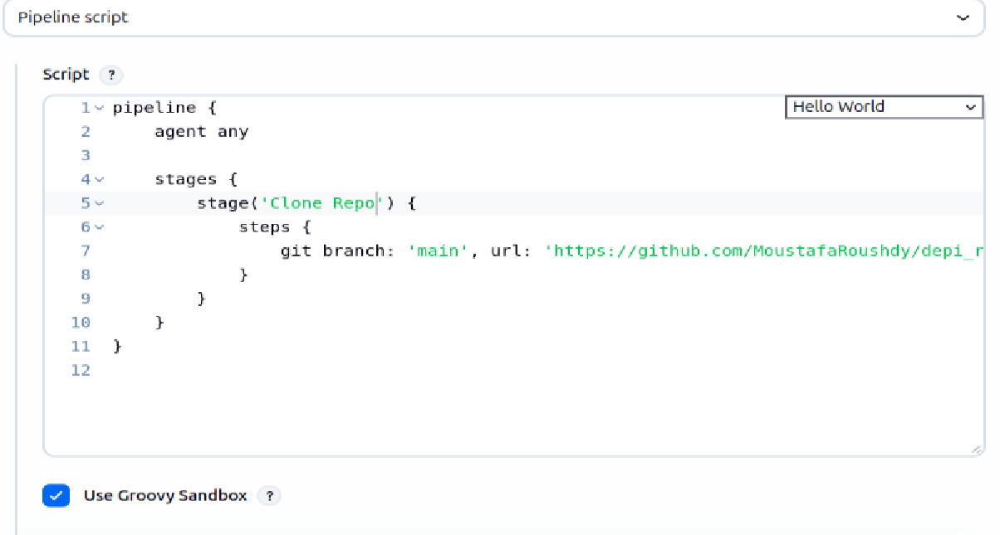 Pipeline script
Script ?
Hello World
1 pipeline {
2 agent any
3
4 stages {
5 stage('Clone Repo') {
6 steps {
7 git branch: 'main', url: 'https://github.com/MoustafaRoushdy/depi_r
8 }
9 }
10 }
11 }
12
Use Groovy Sandbox ?